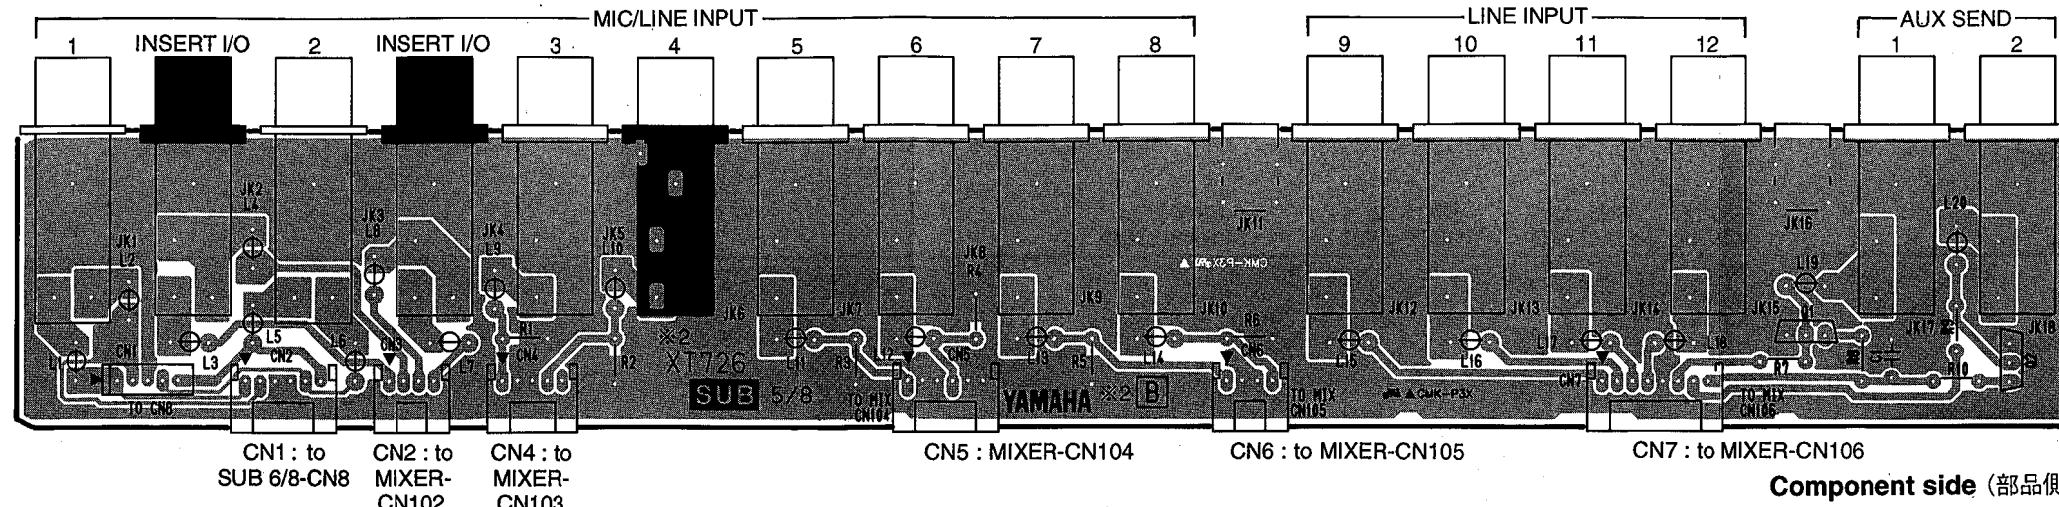 MIC/LINE INPUT
LINE INPUT
AUX SEND
1 INSERT I/O 2 INSERT I/O 3 4 5 6 7 8 9 10 11 12 1 2
JK2
L4
JK3
L8
JK4
L9
JK5
L10
JK1
L2
JK8
R4
JK11
JK16
L20
CMK-P3X
L19
JK6
JK7
JK9
JK10
JK12
JK13
JK14
JK15
JK17
JK18
L1
CN1
L3
L5
CN2
L6
CN3
L7
R1
CN4
R2
※2
XT726
SUB 5/8
L11
R3
L12
CN5
L13
R5
L14
R6
CN6
L15
L16
L17
L18
CN7
R7
R10
TO CN8
TO MIX
CN104
YAMAHA ※2 B
TO MIX
CN105
CMK-P3X
TO MIX
CN106
CN1 : to
SUB 6/8-CN8
CN2 : to
MIXER-
CN102
CN4 : to
MIXER-
CN103
CN5 : MIXER-CN104
CN6 : to MIXER-CN105
CN7 : to MIXER-CN106
Component side (部品側